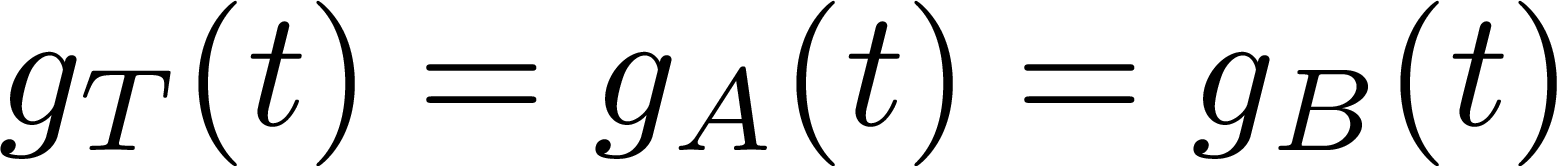 g_T(t) = g_A(t) = g_B(t)